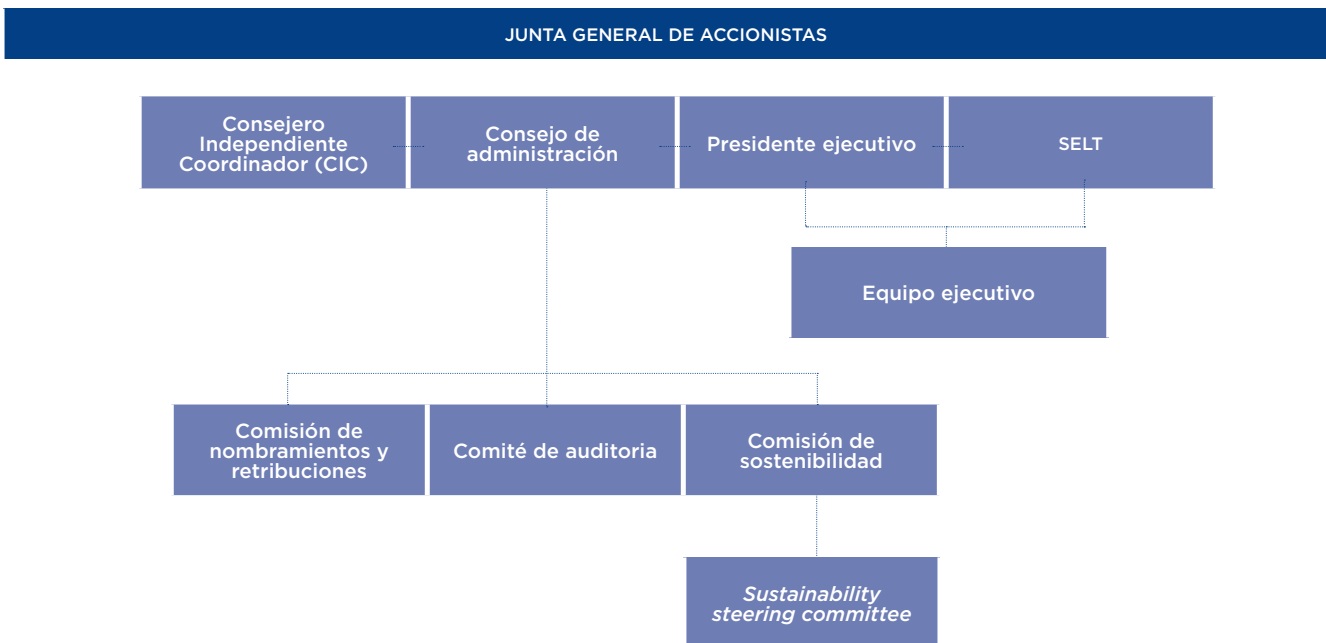 JUNTA GENERAL DE ACCIONISTAS
Consejero
Independiente
Coordinador (CIC)
Consejo de
administración
Presidente ejecutivo
SELT
Equipo ejecutivo
Comisión de
nombramientos y
retribuciones
Comité de auditoria
Comisión de
sostenibilidad
Sustainability
steering committee